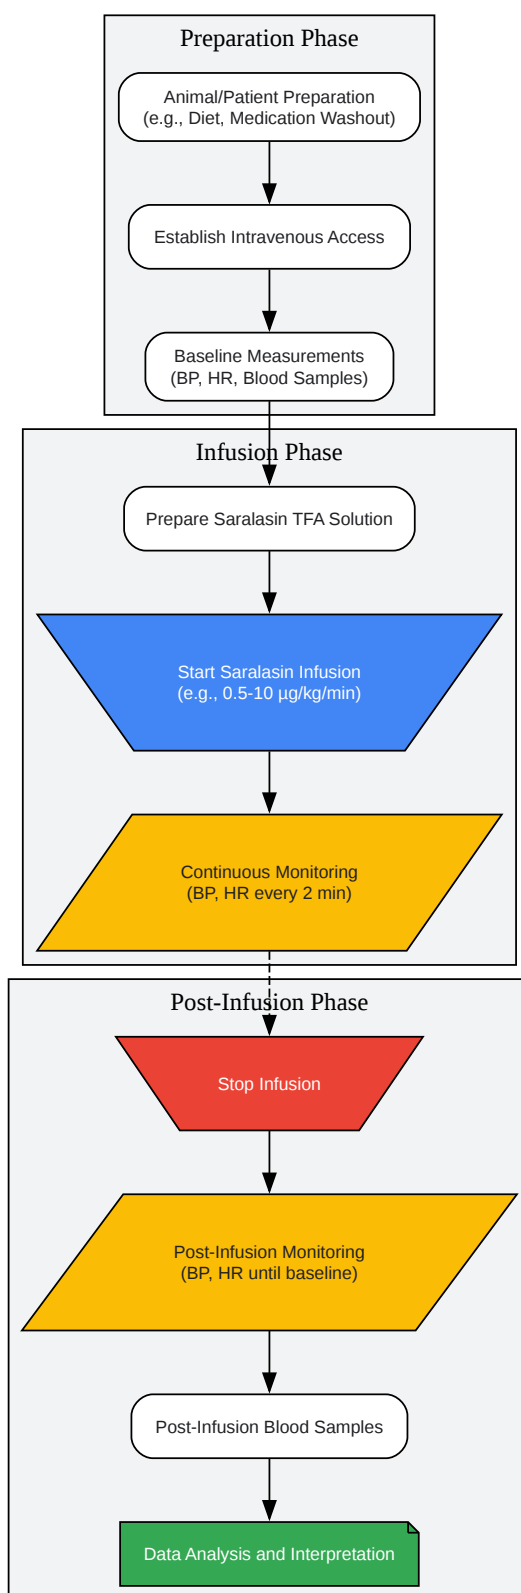 Preparation Phase
Animal/Patient Preparation
(e.g., Diet, Medication Washout)
Establish Intravenous Access
Baseline Measurements
(BP, HR, Blood Samples)
Infusion Phase
Prepare Saralasin TFA Solution
Start Saralasin Infusion
(e.g., 0.5-10 µg/kg/min)
Continuous Monitoring
(BP, HR every 2 min)
Post-Infusion Phase
Stop Infusion
Post-Infusion Monitoring
(BP, HR until baseline)
Post-Infusion Blood Samples
Data Analysis and Interpretation